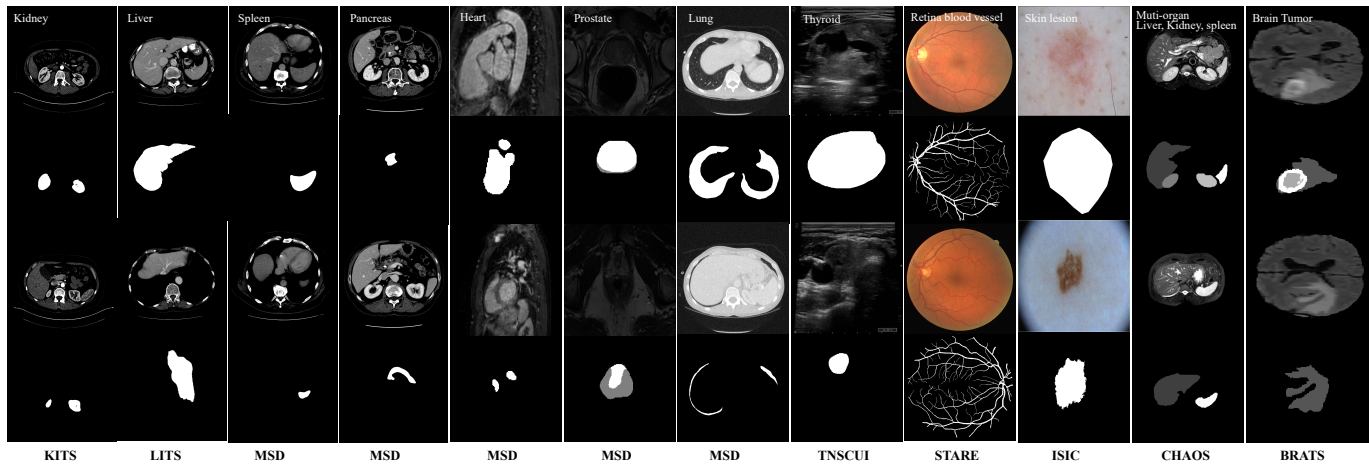 Kidney
Liver
Spleen
Pancreas
Heart
Prostate
Lung
Thyroid
Retina blood vessel
Skin lesion
Muti-organ
Liver, Kidney, spleen
Brain Tumor
KITS
LITS
MSD
MSD
MSD
MSD
MSD
TNSCUI
STARE
ISIC
CHAOS
BRATS